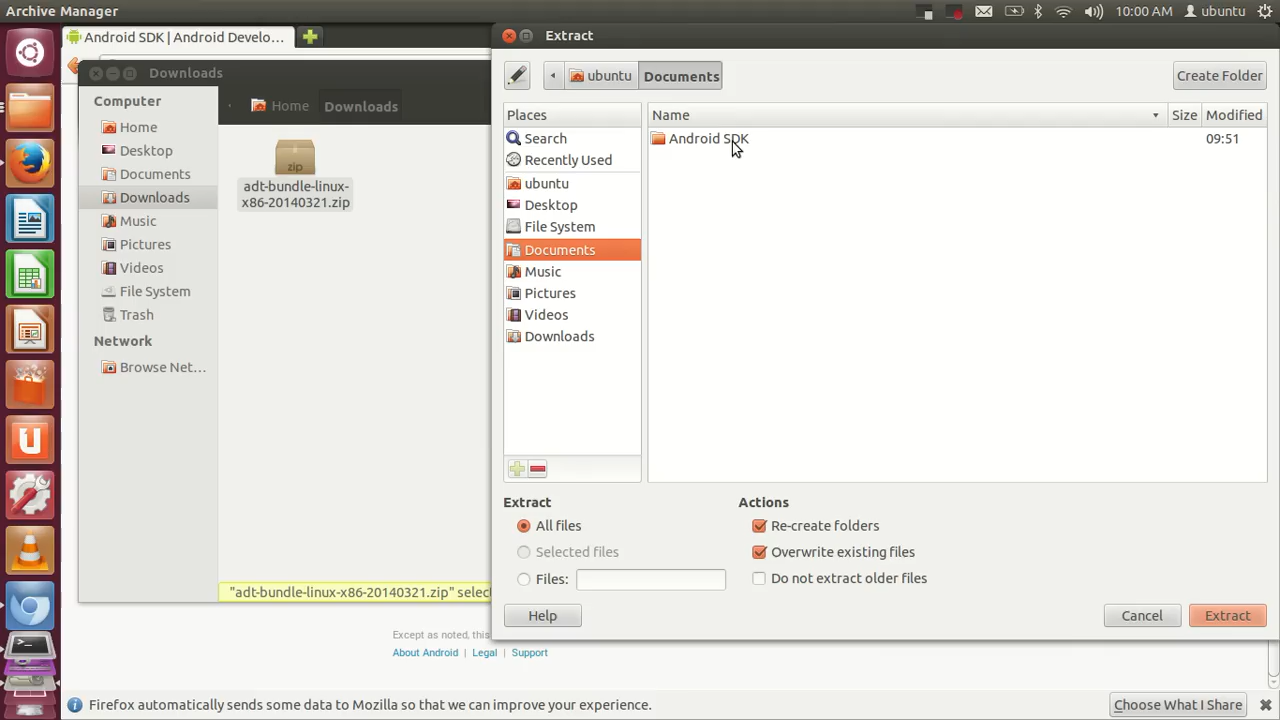 Archive Manager
10:00 AM
ubuntu
Android SDK | Android Develo...
Downloads
Computer
Home
Desktop
Documents
Downloads
Music
Pictures
Videos
File System
Trash
Network
Browse Net...
Home
Downloads
zip
adt-bundle-linux-
x86-20140321.zip
"adt-bundle-linux-x86-20140321.zip" selec
Extract
ubuntu
Documents
Create Folder
Places
Search
Recently Used
ubuntu
Desktop
File System
Documents
Music
Pictures
Videos
Downloads
Name
Size
Modified
Android SDK
09:51
Extract
All files
Selected files
Files:
Actions
Re-create folders
Overwrite existing files
Do not extract older files
Help
Cancel
Extract
Except as noted, this
About Android | Legal | Support
Firefox automatically sends some data to Mozilla so that we can improve your experience.
Choose What I Share